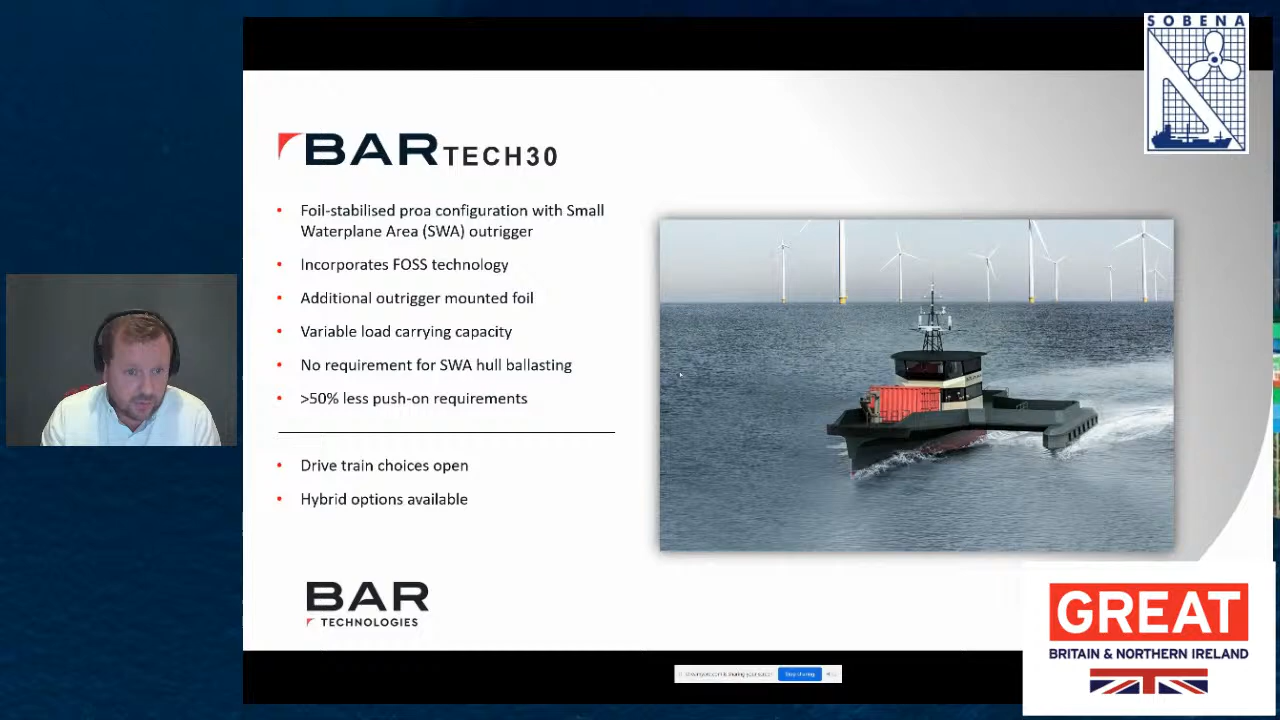 SOBENA
BAR TECH30
• Foil-stabilised proa configuration with Small
Waterplane Area (SWA) outrigger
• Incorporates FOSS technology
• Additional outrigger mounted foil
• Variable load carrying capacity
• No requirement for SWA hull ballasting
• >50% less push-on requirements
• Drive train choices open
• Hybrid options available
BAR
TECHNOLOGIES
GREAT
BRITAIN & NORTHERN IRELAND
Stop sharing